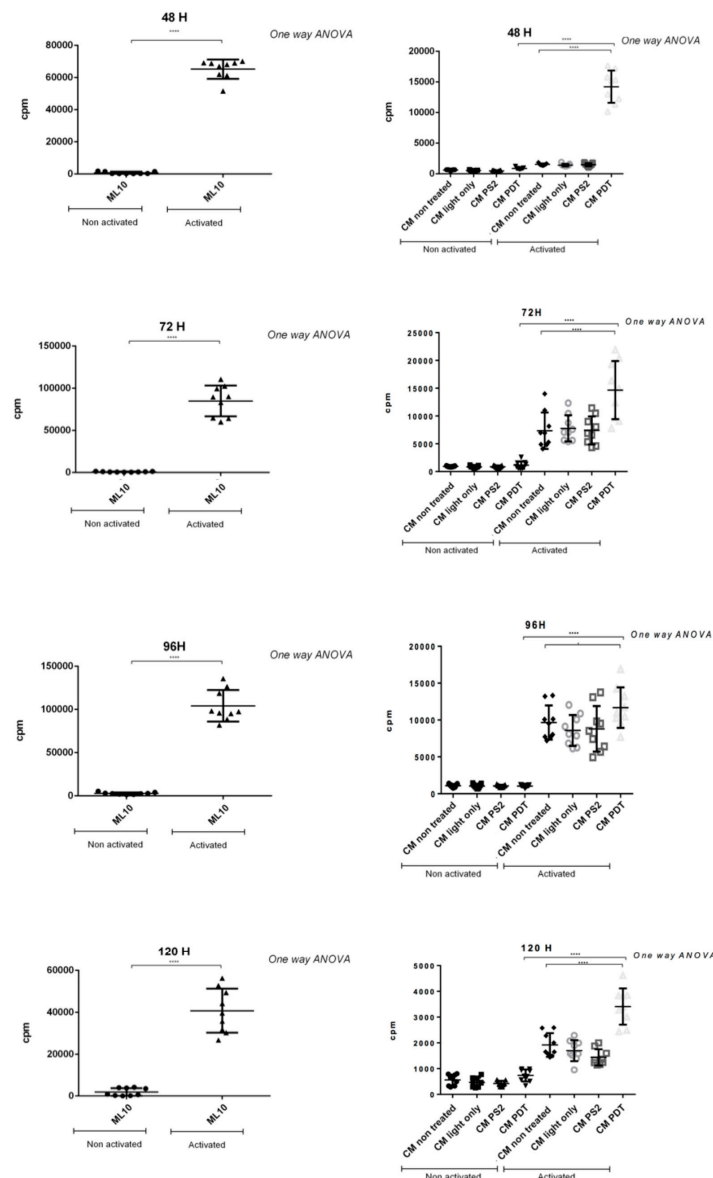 48 H
One way ANOVA
****
cpm
80000
60000
40000
20000
0
ML10
ML10
Non activated
Activated
48 H
One way ANOVA
****
****
cpm
20000
15000
10000
5000
0
CM non treated
CM light only
CM PS2
CM PDT
CM non treated
CM light only
CM PS2
CM PDT
Non activated
Activated
72 H
One way ANOVA
****
cpm
150000
100000
50000
0
ML10
ML10
Non activated
Activated
72H
One way ANOVA
****
****
cpm
25000
20000
15000
10000
5000
0
CM non treated
CM light only
CM PS2
CM PDT
CM non treated
CM light only
CM PS2
CM PDT
Non activated
Activated
96H
One way ANOVA
****
cpm
150000
100000
50000
0
ML10
ML10
Non activated
Activated
96H
One way ANOVA
****
*
cpm
20000
15000
10000
5000
0
CM non treated
CM light only
CM PS2
CM PDT
CM non treated
CM light only
CM PS2
CM PDT
Non activated
Activated
120 H
One way ANOVA
****
cpm
60000
40000
20000
0
ML10
ML10
Non activated
Activated
120 H
One way ANOVA
****
****
cpm
5000
4000
3000
2000
1000
0
CM non treated
CM light only
CM PS2
CM PDT
CM non treated
CM light only
CM PS2
CM PDT
Non activated
Activated